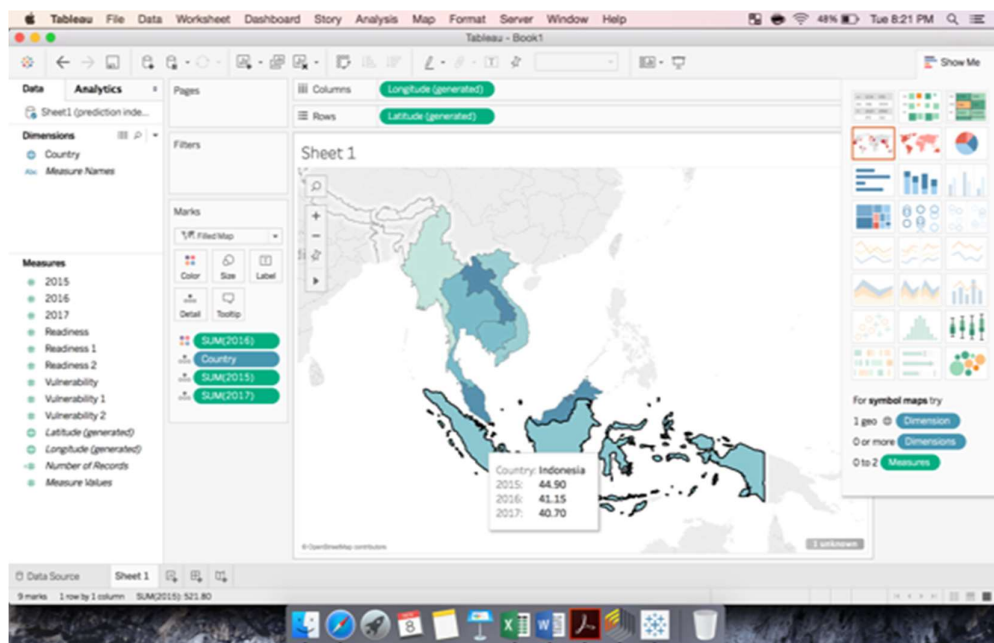 Tableau File Data Worksheet Dashboard Story Analysis Map Format Server Window Help 48% Tue 8:21 PM
Tableau - Book1
Show Me
Data Analytics
Sheet1 (prediction inde...
Dimensions
Country
Abc Measure Names
Measures
2015
2016
2017
Readiness
Readiness 1
Readiness 2
Vulnerability
Vulnerability 1
Vulnerability 2
Latitude (generated)
Longitude (generated)
Number of Records
Measure Values
Pages
Filters
Marks
Filled Map
Color Size Label
Detail Tooltip
SUM(2016)
Country
SUM(2015)
SUM(2017)
Columns Longitude (generated)
Rows Latitude (generated)
Sheet 1
Country: Indonesia
2015: 44.90
2016: 41.15
2017: 40.70
© OpenStreetMap contributors
1 unknown
For symbol maps try
1 geo Dimension
0 or more Dimensions
0 to 2 Measures
Data Source Sheet 1
9 marks 1 row by 1 column SUM(2015): 521.80
8